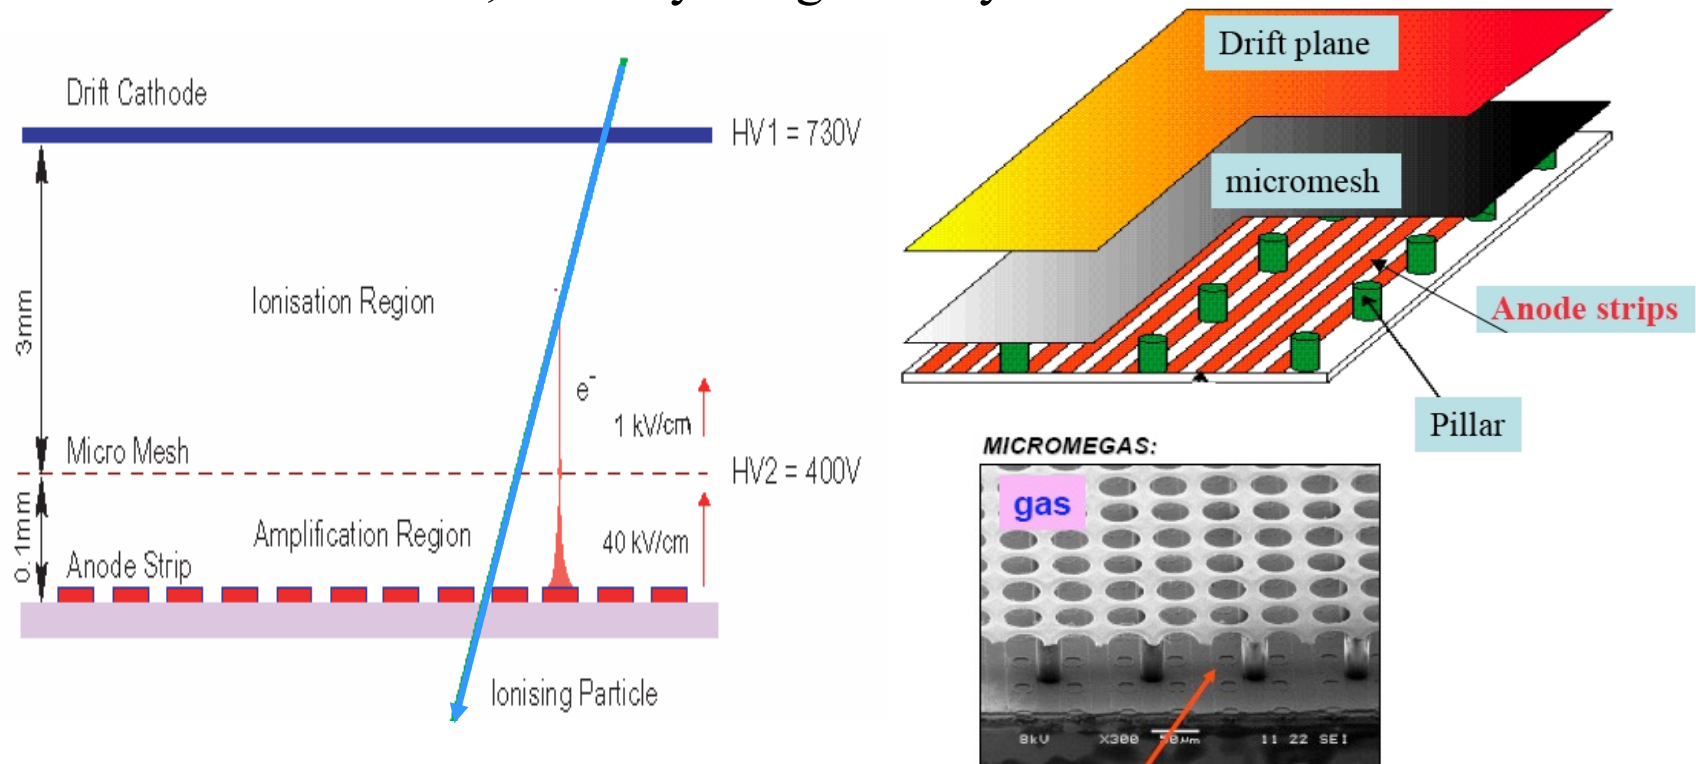 Drift Cathode
HV1 = 730V
3mm
Ionisation Region
e-
1 kV/cm
Micro Mesh
HV2 = 400V
0.1mm
Amplification Region
40 kV/cm
Anode Strip
Ionising Particle
Drift plane
micromesh
Anode strips
Pillar
MICROMEGAS:
gas
8kV X300 50µm 11 22 SEI